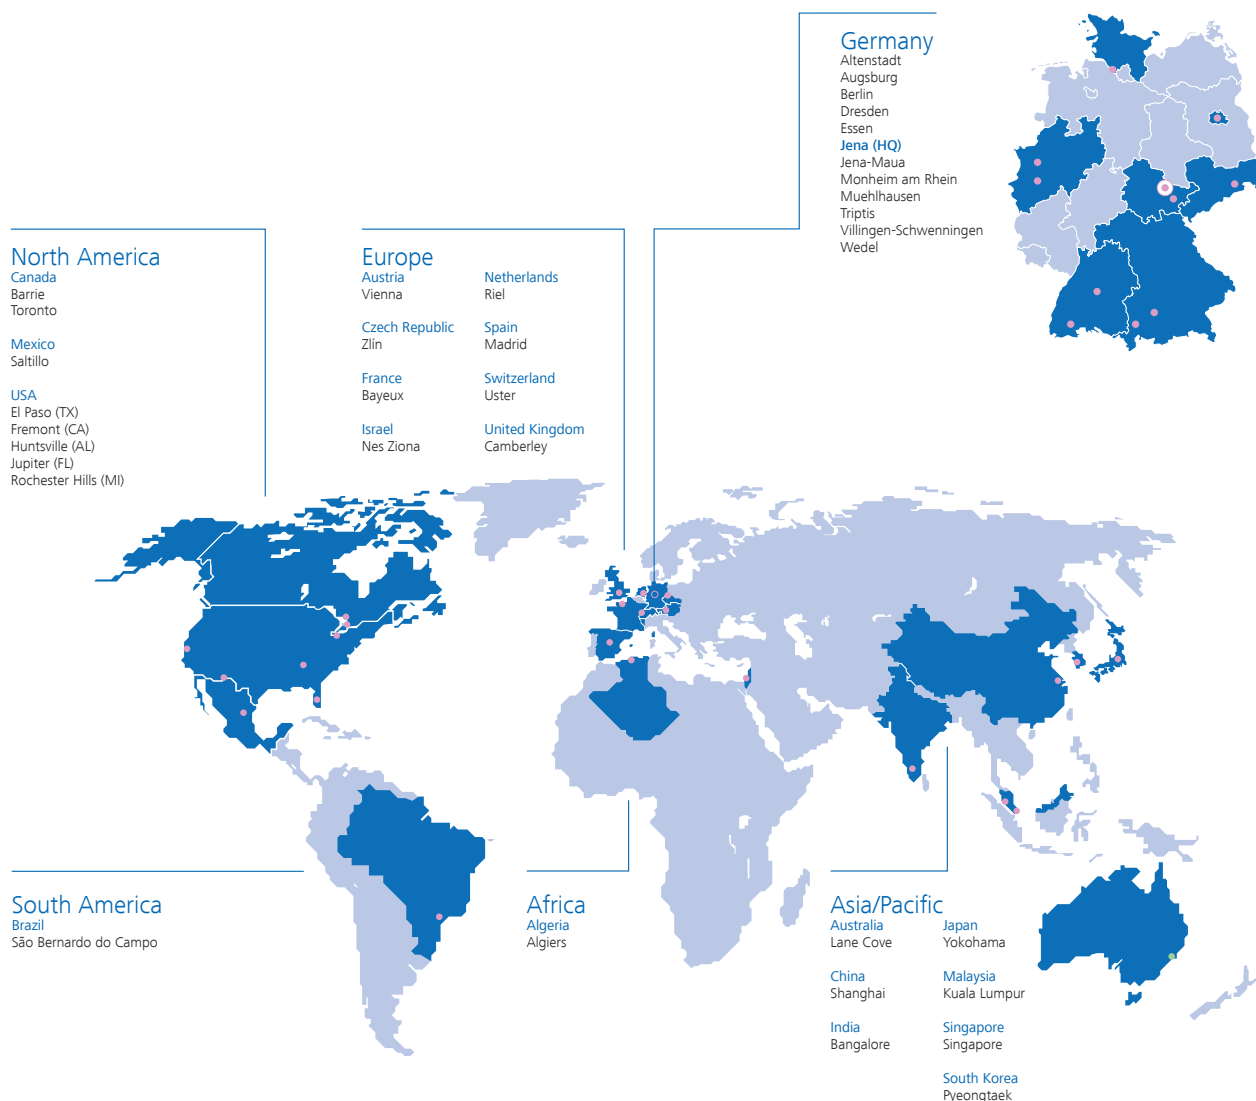 Germany
Altenstadt
Augsburg
Berlin
Dresden
Essen
Jena (HQ)
Jena-Maua
Monheim am Rhein
Muehlhausen
Triptis
Villingen-Schwenningen
Wedel
North America
Canada
Barrie
Toronto
Mexico
Saltillo
USA
El Paso (TX)
Fremont (CA)
Huntsville (AL)
Jupiter (FL)
Rochester Hills (MI)
Europe
Austria
Vienna
Czech Republic
Zlín
France
Bayeux
Israel
Nes Ziona
Netherlands
Riel
Spain
Madrid
Switzerland
Uster
United Kingdom
Camberley
South America
Brazil
São Bernardo do Campo
Africa
Algeria
Algiers
Asia/Pacific
Australia
Lane Cove
China
Shanghai
India
Bangalore
Japan
Yokohama
Malaysia
Kuala Lumpur
Singapore
Singapore
South Korea
Pyeongtaek